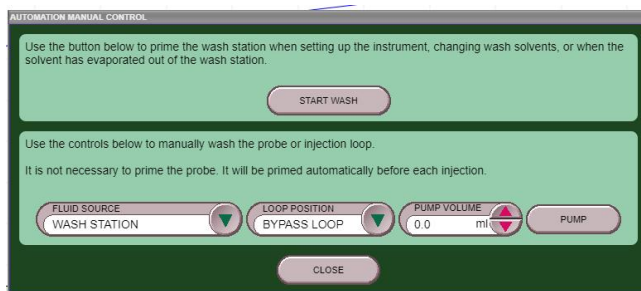 AUTOMATION MANUAL CONTROL
Use the button below to prime the wash station when setting up the instrument, changing wash solvents, or when the
solvent has evaporated out of the wash station.
START WASH
Use the controls below to manually wash the probe or injection loop.
It is not necessary to prime the probe. It will be primed automatically before each injection.
FLUID SOURCE
WASH STATION
LOOP POSITION
BYPASS LOOP
PUMP VOLUME
0.0 ml
PUMP
CLOSE